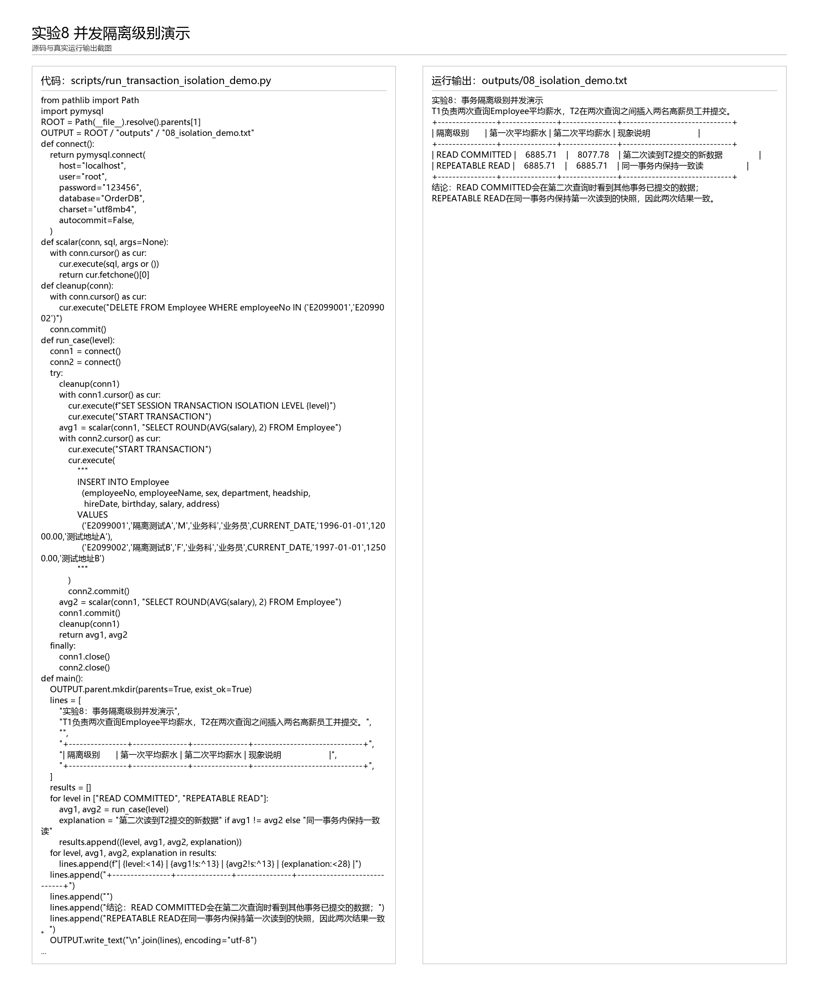 实验8 并发隔离级别演示
源码与真实运行输出截图
代码：scripts/run_transaction_isolation_demo.py
from pathlib import Path
import pymysql
ROOT = Path(__file__).resolve().parents[1]
OUTPUT = ROOT / "outputs" / "08_isolation_demo.txt"
def connect():
    return pymysql.connect(
        host="localhost",
        user="root",
        password="123456",
        database="OrderDB",
        charset="utf8mb4",
        autocommit=False,
    )
def scalar(conn, sql, args=None):
    with conn.cursor() as cur:
        cur.execute(sql, args or ())
        return cur.fetchone()[0]
def cleanup(conn):
    with conn.cursor() as cur:
        cur.execute("DELETE FROM Employee WHERE employeeNo IN ('E2099001','E20990
02')")
    conn.commit()
def run_case(level):
    conn1 = connect()
    conn2 = connect()
    try:
        cleanup(conn1)
        with conn1.cursor() as cur:
            cur.execute(f"SET SESSION TRANSACTION ISOLATION LEVEL {level}")
            cur.execute("START TRANSACTION")
        avg1 = scalar(conn1, "SELECT ROUND(AVG(salary), 2) FROM Employee")
        with conn2.cursor() as cur:
            cur.execute("START TRANSACTION")
            cur.execute(
                """
                INSERT INTO Employee
                  (employeeNo, employeeName, sex, department, headship,
                   hireDate, birthday, salary, address)
                VALUES
                  ('E2099001','隔离测试A','M','业务科','业务员',CURRENT_DATE,'1996-01-01',120
00.00,'测试地址A'),
                  ('E2099002','隔离测试B','F','业务科','业务员',CURRENT_DATE,'1997-01-01',1250
0.00,'测试地址B')
                """
            )
            conn2.commit()
        avg2 = scalar(conn1, "SELECT ROUND(AVG(salary), 2) FROM Employee")
        conn1.commit()
        cleanup(conn1)
        return avg1, avg2
    finally:
        conn1.close()
        conn2.close()
def main():
    OUTPUT.parent.mkdir(parents=True, exist_ok=True)
    lines = [
        "实验8：事务隔离级别并发演示",
        "T1负责两次查询Employee平均薪水，T2在两次查询之间插入两名高薪员工并提交。",
        "",
        "+----------------+---------------+---------------+------------------------------+",
        "| 隔离级别       | 第一次平均薪水 | 第二次平均薪水 | 现象说明                     |",
        "+----------------+---------------+---------------+------------------------------+",
    ]
    results = []
    for level in ["READ COMMITTED", "REPEATABLE READ"]:
        avg1, avg2 = run_case(level)
        explanation = "第二次读到T2提交的新数据" if avg1 != avg2 else "同一事务内保持一致
读"
        results.append((level, avg1, avg2, explanation))
    for level, avg1, avg2, explanation in results:
        lines.append(f"| {level:<14} | {avg1!s:^13} | {avg2!s:^13} | {explanation:<28} |")
    lines.append("+----------------+---------------+---------------+------------------------
------+")
    lines.append("")
    lines.append("结论：READ COMMITTED会在第二次查询时看到其他事务已提交的数据；")
    lines.append("REPEATABLE READ在同一事务内保持第一次读到的快照，因此两次结果一致
。")
    OUTPUT.write_text("\n".join(lines), encoding="utf-8")
...
运行输出：outputs/08_isolation_demo.txt
实验8：事务隔离级别并发演示
T1负责两次查询Employee平均薪水，T2在两次查询之间插入两名高薪员工并提交。
+----------------+---------------+---------------+------------------------------+
| 隔离级别       | 第一次平均薪水 | 第二次平均薪水 | 现象说明                     |
+----------------+---------------+---------------+------------------------------+
| READ COMMITTED |    6885.71    |    8077.78    | 第二次读到T2提交的新数据               |
| REPEATABLE READ |    6885.71    |    6885.71    | 同一事务内保持一致读                   |
+----------------+---------------+---------------+------------------------------+
结论：READ COMMITTED会在第二次查询时看到其他事务已提交的数据；
REPEATABLE READ在同一事务内保持第一次读到的快照，因此两次结果一致。